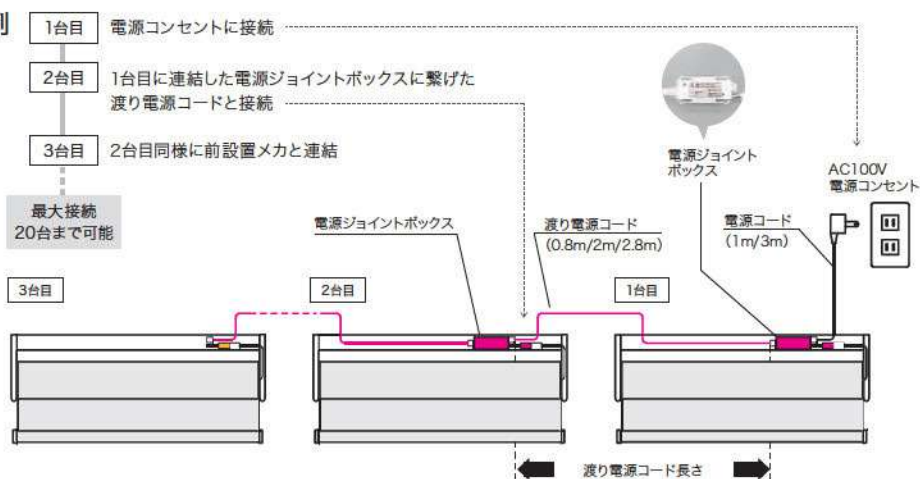 例
1台目
電源コンセントに接続
2台目
1台目に連結した電源ジョイントボックスに繋げた
渡り電源コードと接続
3台目
2台目同様に前設置メカと連結
最大接続
20台まで可能
電源ジョイント
ボックス
AC100V
電源コンセント
電源ジョイントボックス
渡り電源コード
(0.8m/2m/2.8m)
電源コード
(1m/3m)
3台目
2台目
1台目
渡り電源コード長さ